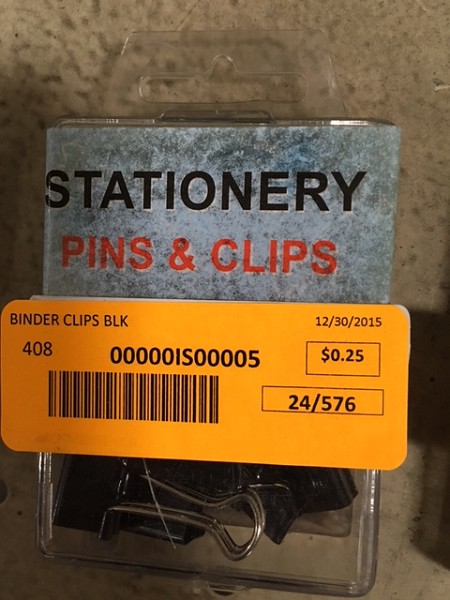 STATIONERY
PINS & CLIPS
BINDER CLIPS BLK 12/30/2015
408 00000IS00005 $0.25
24/576